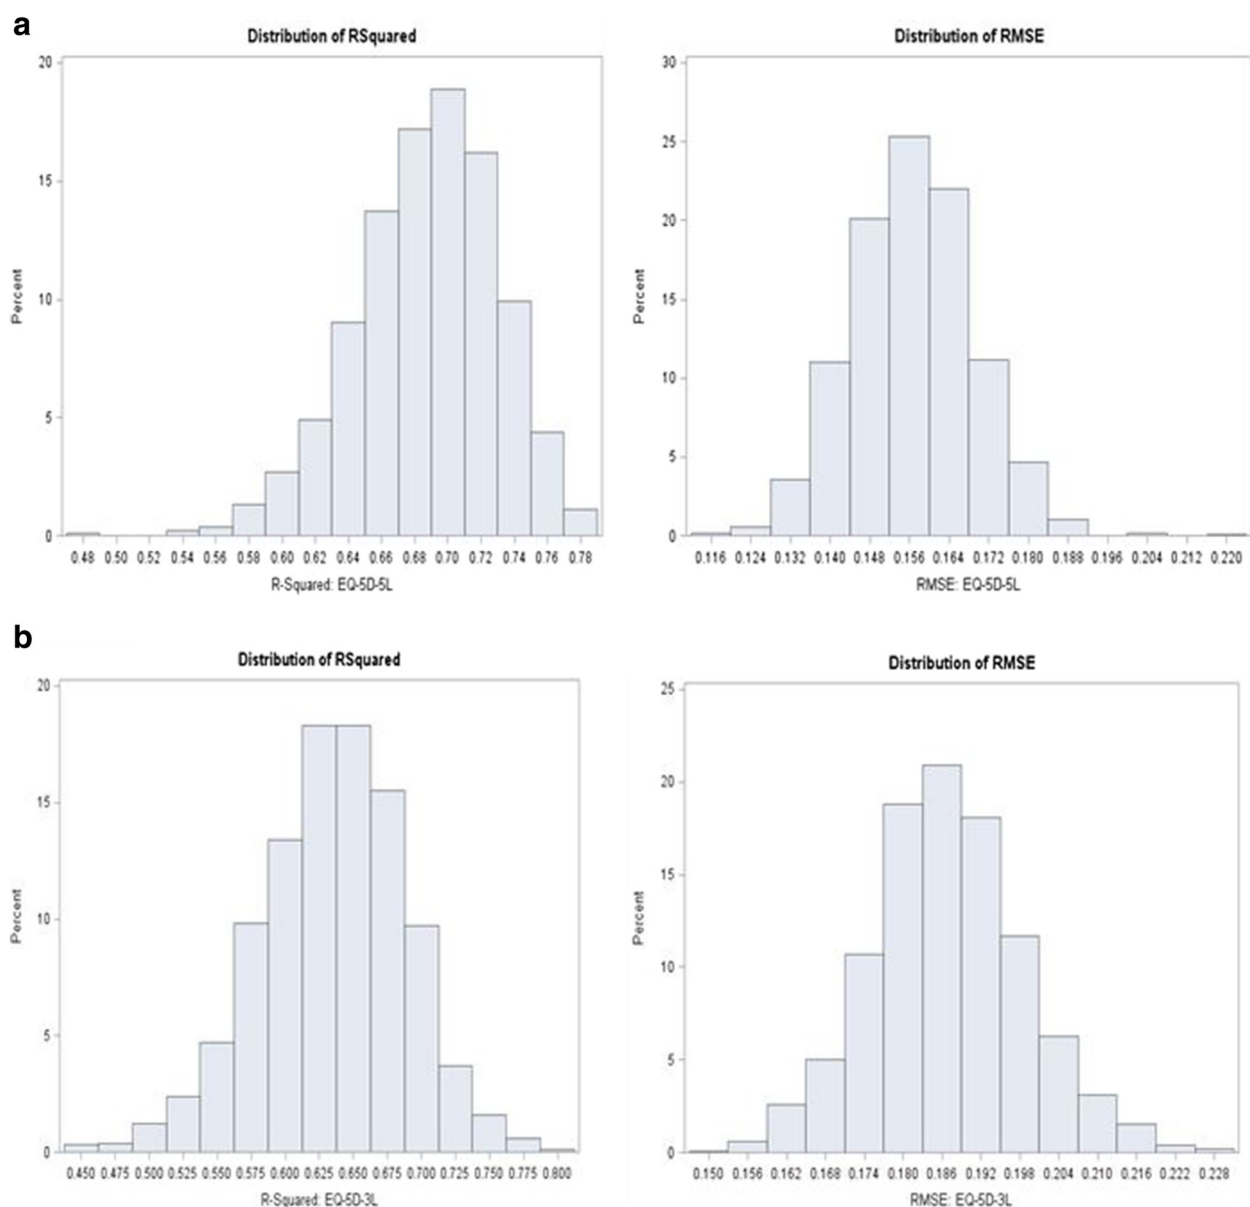 a
Distribution of RSquared
20
15
10
5
0
Percent
0.48 0.50 0.52 0.54 0.56 0.58 0.60 0.62 0.64 0.66 0.68 0.70 0.72 0.74 0.76 0.78
R-Squared: EQ-5D-5L
Distribution of RMSE
30
25
20
15
10
5
0
Percent
0.116 0.124 0.132 0.140 0.148 0.156 0.164 0.172 0.180 0.188 0.196 0.204 0.212 0.220
RMSE: EQ-5D-5L
b
Distribution of RSquared
20
15
10
5
0
Percent
0.450 0.475 0.500 0.525 0.550 0.575 0.600 0.625 0.650 0.675 0.700 0.725 0.750 0.775 0.800
R-Squared: EQ-5D-3L
Distribution of RMSE
25
20
15
10
5
0
Percent
0.150 0.156 0.162 0.168 0.174 0.180 0.186 0.192 0.198 0.204 0.210 0.216 0.222 0.228
RMSE: EQ-5D-3L